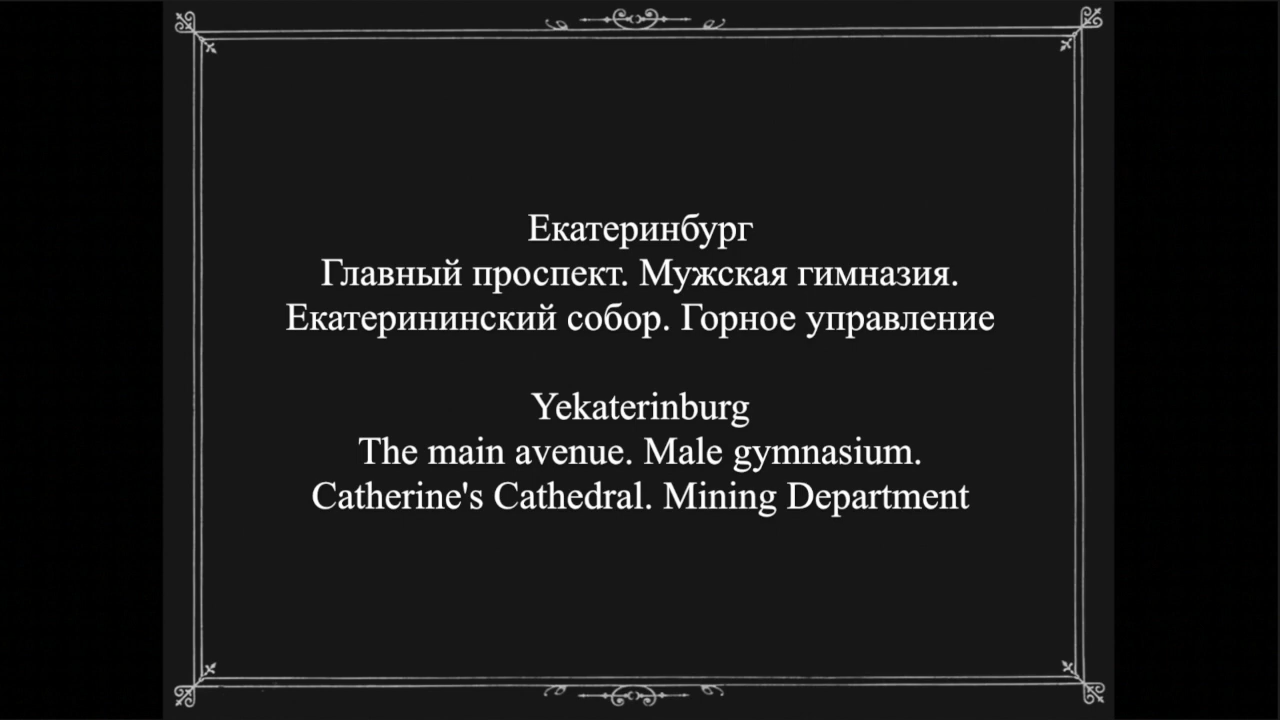 Екатеринбург
Главный проспект. Мужская гимназия.
Екатерининский собор. Горное управление
Yekaterinburg
The main avenue. Male gymnasium.
Catherine's Cathedral. Mining Department